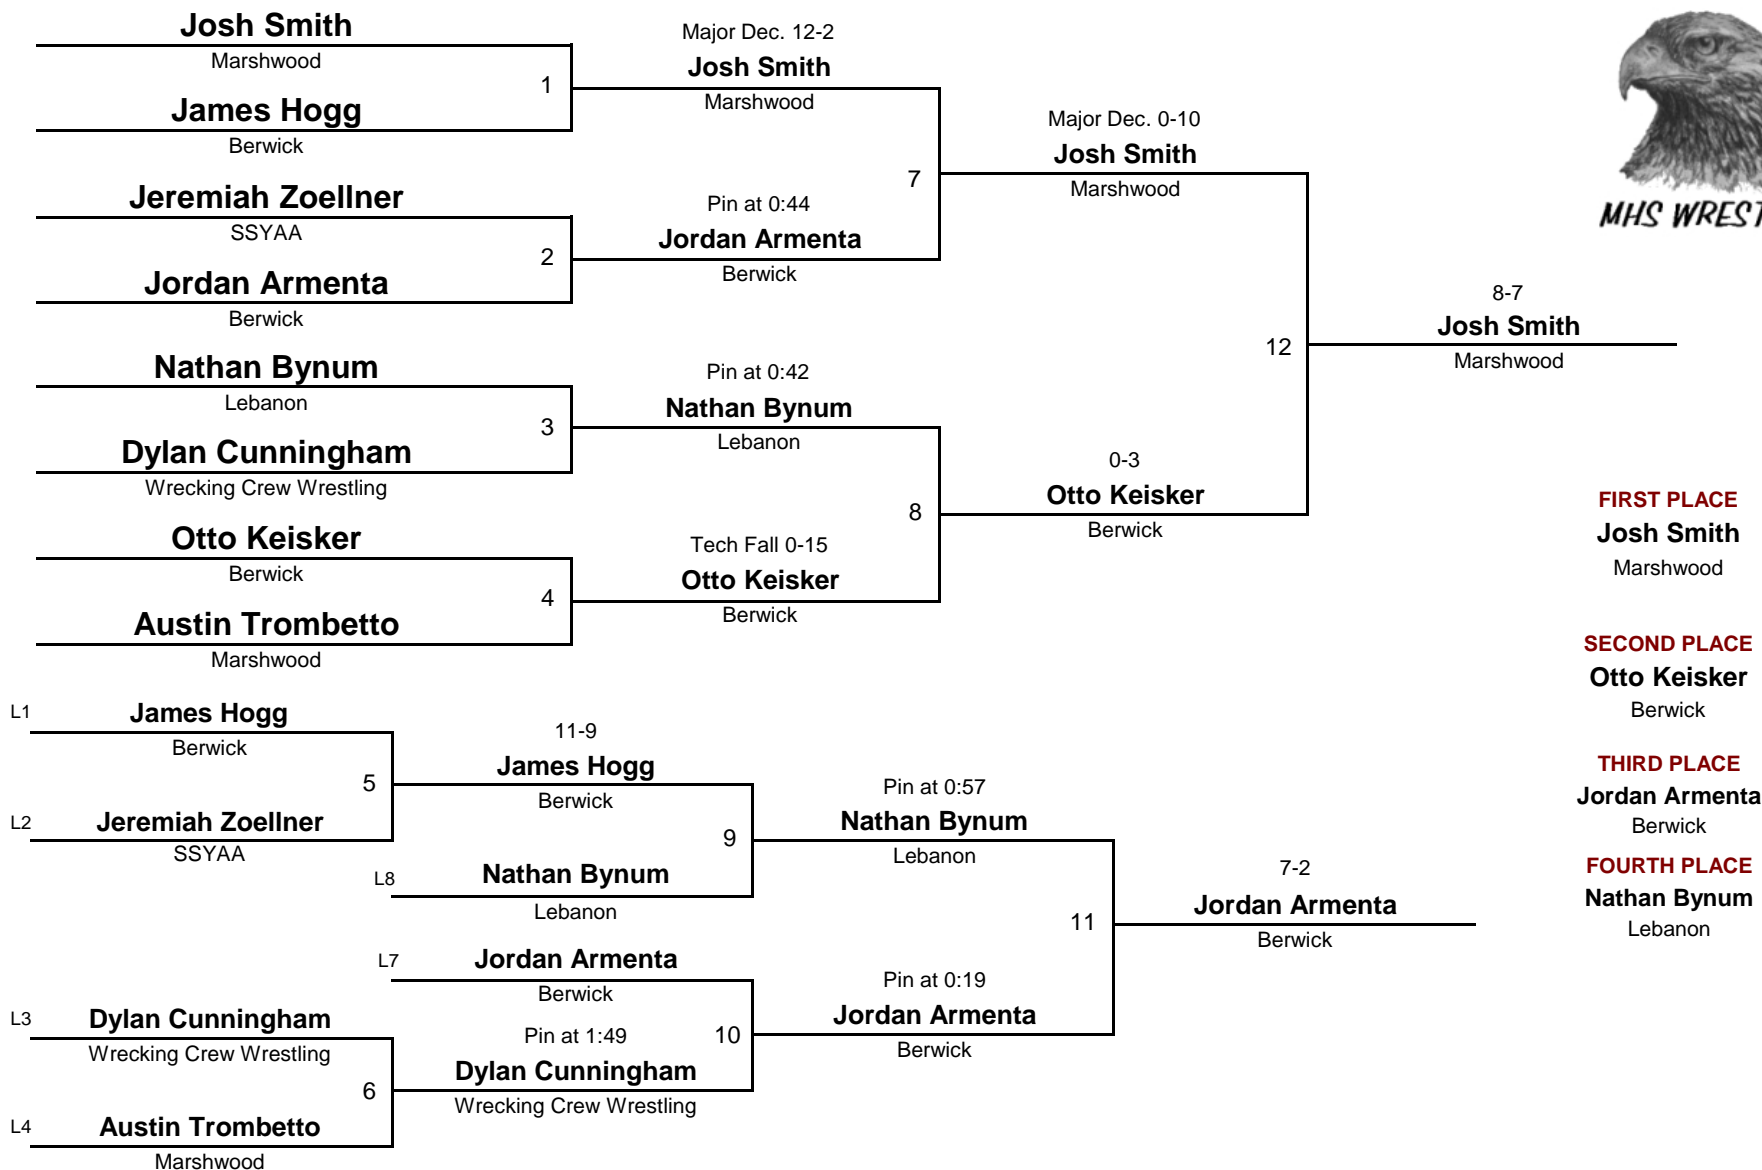 Josh Smith
Marshwood
1
James Hogg
Berwick
Jeremiah Zoellner
SSYAA
2
Jordan Armenta
Berwick
Nathan Bynum
Lebanon
3
Dylan Cunningham
Wrecking Crew Wrestling
Otto Keisker
Berwick
4
Austin Trombetto
Marshwood
Major Dec. 12-2
Josh Smith
Marshwood
7
Pin at 0:44
Jordan Armenta
Berwick
Pin at 0:42
Nathan Bynum
Lebanon
8
Tech Fall 0-15
Otto Keisker
Berwick
Major Dec. 0-10
Josh Smith
Marshwood
12
0-3
Otto Keisker
Berwick
8-7
Josh Smith
Marshwood
MHS WREST
FIRST PLACE
Josh Smith
Marshwood
SECOND PLACE
Otto Keisker
Berwick
THIRD PLACE
Jordan Armenta
Berwick
FOURTH PLACE
Nathan Bynum
Lebanon
L1
James Hogg
Berwick
5
L2
Jeremiah Zoellner
SSYAA
L3
Dylan Cunningham
Wrecking Crew Wrestling
6
L4
Austin Trombetto
Marshwood
11-9
James Hogg
Berwick
9
L8
Nathan Bynum
Lebanon
L7
Jordan Armenta
Berwick
10
Pin at 1:49
Dylan Cunningham
Wrecking Crew Wrestling
Pin at 0:57
Nathan Bynum
Lebanon
11
Pin at 0:19
Jordan Armenta
Berwick
7-2
Jordan Armenta
Berwick